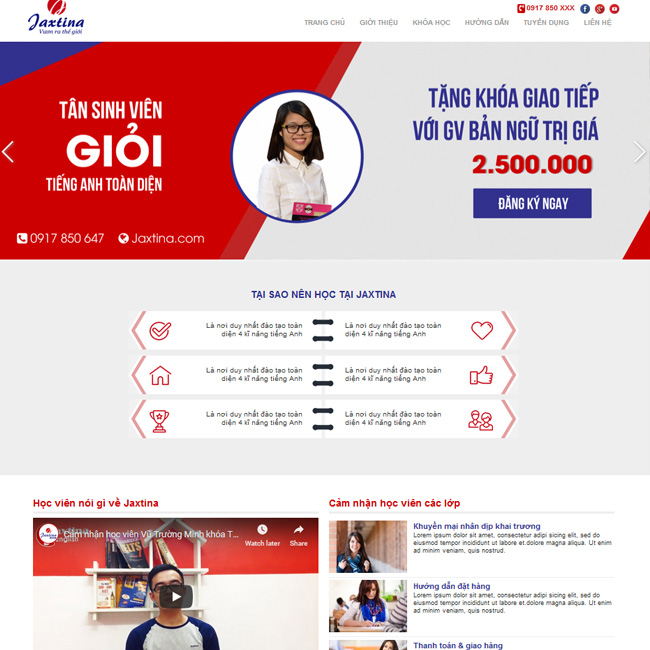 Jaxtina
Vươn ra thế giới
0917 850 XXX
TRANG CHỦ GIỚI THIỆU KHÓA HỌC HƯỚNG DẪN TUYỂN DỤNG LIÊN HỆ
TÂN SINH VIÊN
GIỎI
TIẾNG ANH TOÀN DIỆN
0917 850 647 Jaxtina.com
TẶNG KHÓA GIAO TIẾP
VỚI GV BẢN NGỮ TRỊ GIÁ
2.500.000
ĐĂNG KÝ NGAY
TẠI SAO NÊN HỌC TẠI JAXTINA
Là nơi duy nhất đào tạo toàn
diện 4 kĩ năng tiếng Anh
Là nơi duy nhất đào tạo toàn
diện 4 kĩ năng tiếng Anh
Là nơi duy nhất đào tạo toàn
diện 4 kĩ năng tiếng Anh
Là nơi duy nhất đào tạo toàn
diện 4 kĩ năng tiếng Anh
Là nơi duy nhất đào tạo toàn
diện 4 kĩ năng tiếng Anh
Là nơi duy nhất đào tạo toàn
diện 4 kĩ năng tiếng Anh
Học viên nói gì về Jaxtina
Cảm nhận học viên Vũ Trường Minh khóa T...
Watch later Share
Cảm nhận học viên các lớp
Khuyến mại nhân dịp khai trương
Lorem ipsum dolor sit amet, consectetur adipi sicing elit, sed do
eiusmod tempor incididunt ut labore et.dolore magna aliqua. Ut enim
ad minim veniam, quis nostrud.
Hướng dẫn đặt hàng
Lorem ipsum dolor sit amet, consectetur adipi sicing elit, sed do
eiusmod tempor incididunt ut labore et.dolore magna aliqua. Ut enim
ad minim veniam, quis nostrud.
Thanh toán & giao hàng